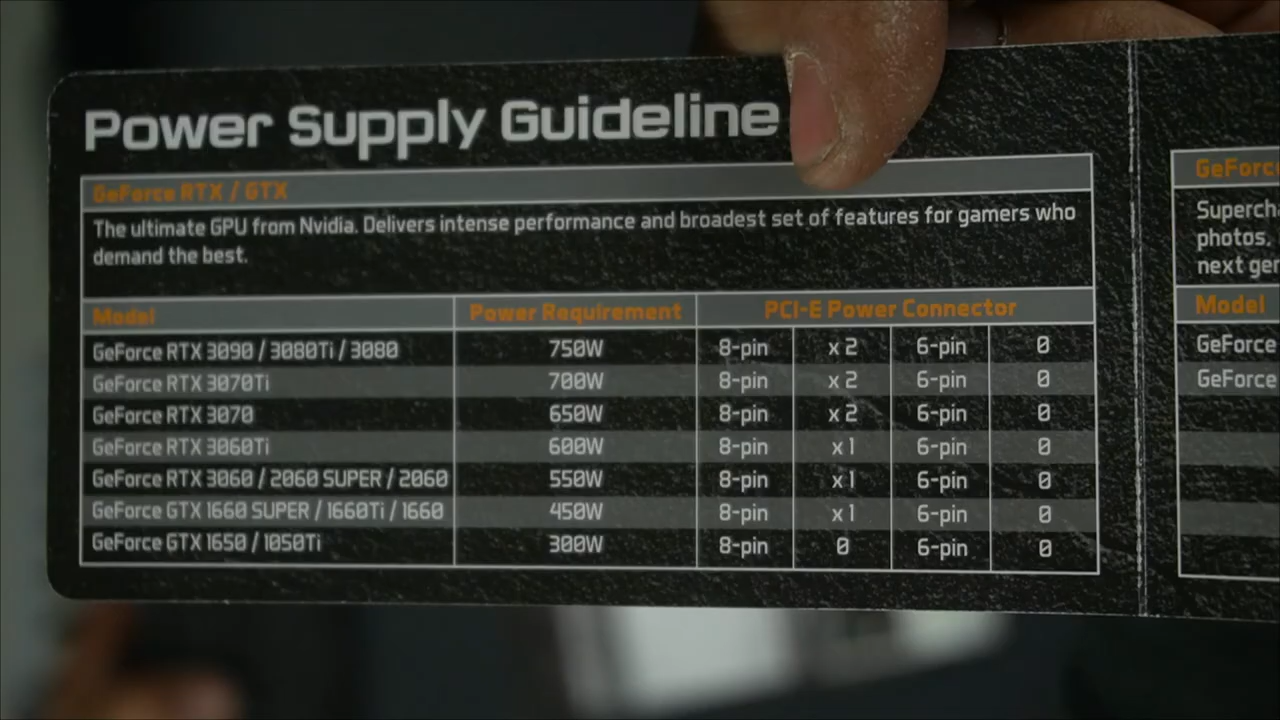 Power Supply Guideline
GeForce RTX / GTX
The ultimate GPU from Nvidia. Delivers intense performance and broadest set of features for gamers who
demand the best.
Model Power Requirement PCI-E Power Connector
GeForce RTX 3090 / 3080Ti / 3080 750W 8-pin x 2 6-pin 0
GeForce RTX 3070Ti 700W 8-pin x 2 6-pin 0
GeForce RTX 3070 650W 8-pin x 2 6-pin 0
GeForce RTX 3060Ti 600W 8-pin x 1 6-pin 0
GeForce RTX 3060 / 2060 SUPER / 2060 550W 8-pin x 1 6-pin 0
GeForce GTX 1660 SUPER / 1660Ti / 1660 450W 8-pin x 1 6-pin 0
GeForce GTX 1650 / 1050Ti 300W 8-pin 0 6-pin 0
photos,
next
Model
GeForce
GeForce